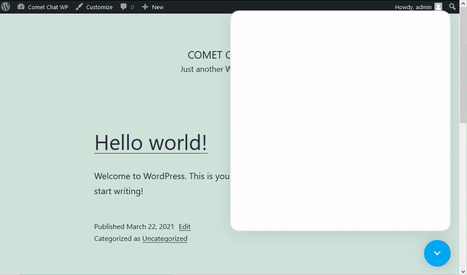 Comet Chat WP Customize 0 New Howdy, admin
COMET C
Just another W
Hello world!
Welcome to WordPress. This is you
start writing!
Published March 22, 2021 Edit
Categorized as Uncategorized